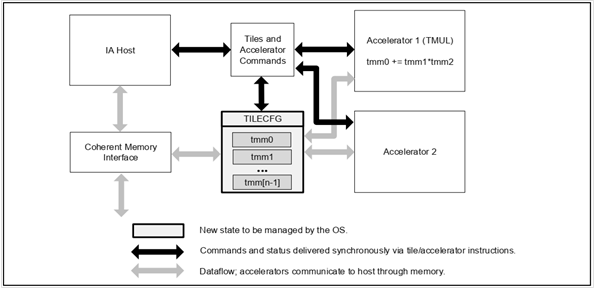 IA Host
Tiles and
Accelerator
Commands
Accelerator 1 (TMUL)
tmm0 += tmm1*tmm2
TILECFG
tmm0
tmm1
...
tmm[n-1]
Coherent Memory
Interface
Accelerator 2
New state to be managed by the OS.
Commands and status delivered synchronously via tile/accelerator instructions.
Dataflow; accelerators communicate to host through memory.